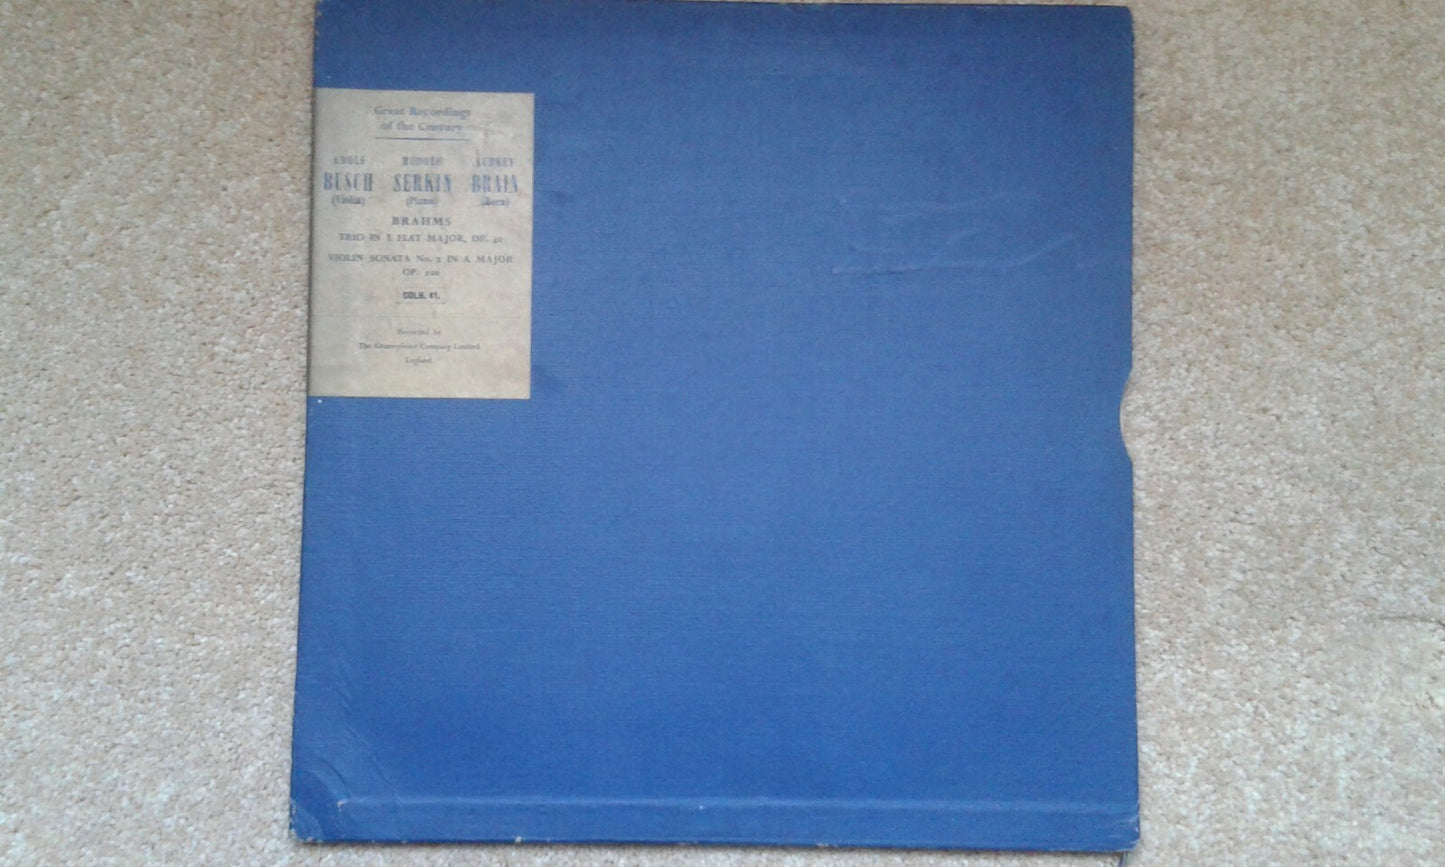 Great Recordings
of the Century
ADOLF RUDOLF AUBREY
BUSCH SERKIN BRAIN
(Violin) (Piano) (Horn)
BRAHMS
TRIO IN E FLAT MAJOR, OP. 40
VIOLIN SONATA No. 2 IN A MAJOR
OP. 100
COLH. 41.
Recorded by
The Gramophone Company Limited
England